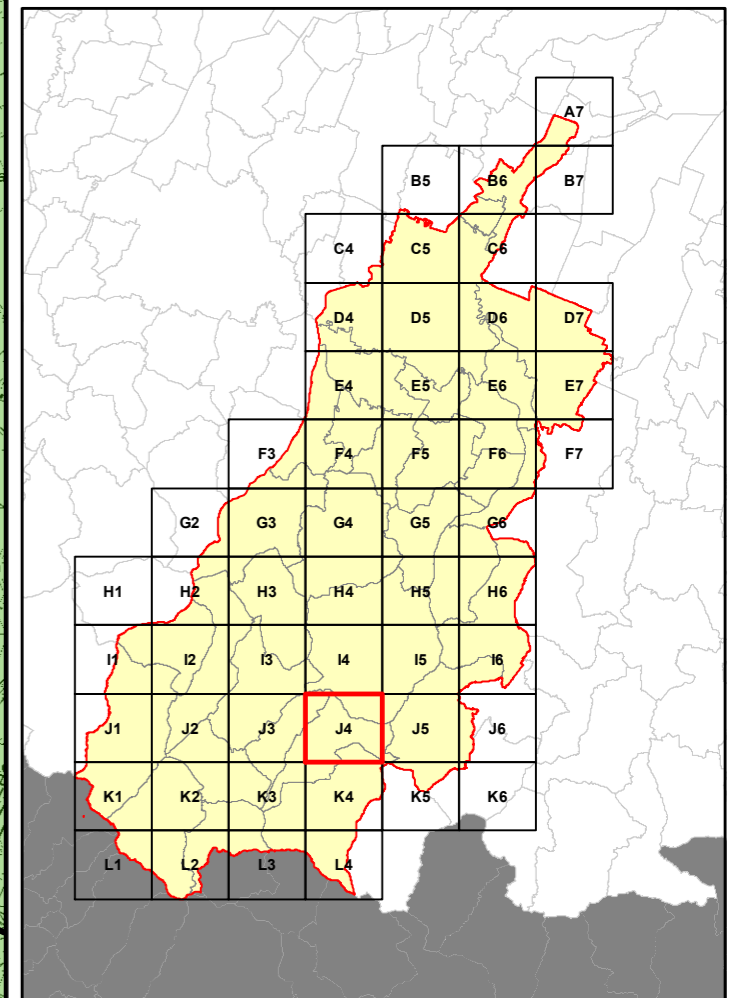 A7
B5 B6 B7
C4 C5 C6
D4 D5 D6 D7
E4 E5 E6 E7
F3 F4 F5 F6 F7
G2 G3 G4 G5 G6
H1 H2 H3 H4 H5 H6
I1 I2 I3 I4 I5 I6
J1 J2 J3 J4 J5 J6
K1 K2 K3 K4 K5 K6
L1 L2 L3 L4